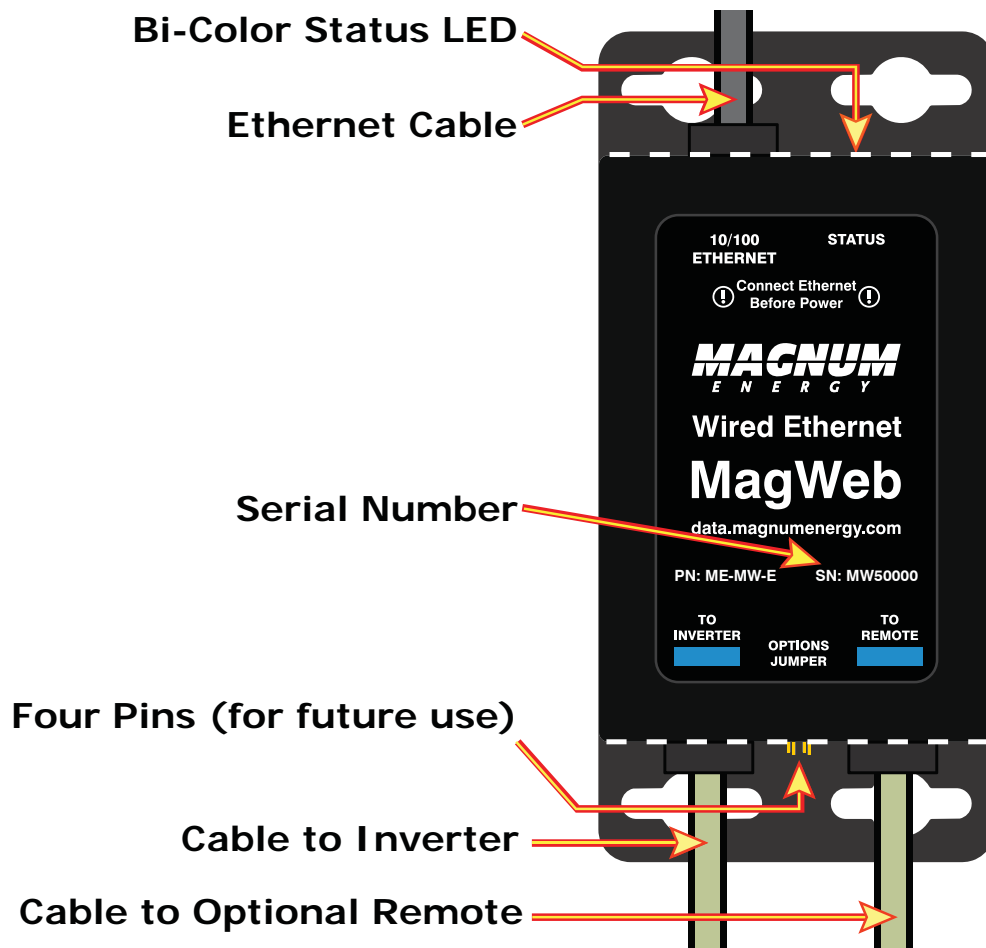 Bi-Color Status LED
Ethernet Cable
10/100
ETHERNET
STATUS
Connect Ethernet
Before Power
MAGNUM
ENERGY
Wired Ethernet
MagWeb
data.magnumenergy.com
Serial Number
PN: ME-MW-E
SN: MW50000
TO
INVERTER
OPTIONS
JUMPER
TO
REMOTE
Four Pins (for future use)
Cable to Inverter
Cable to Optional Remote